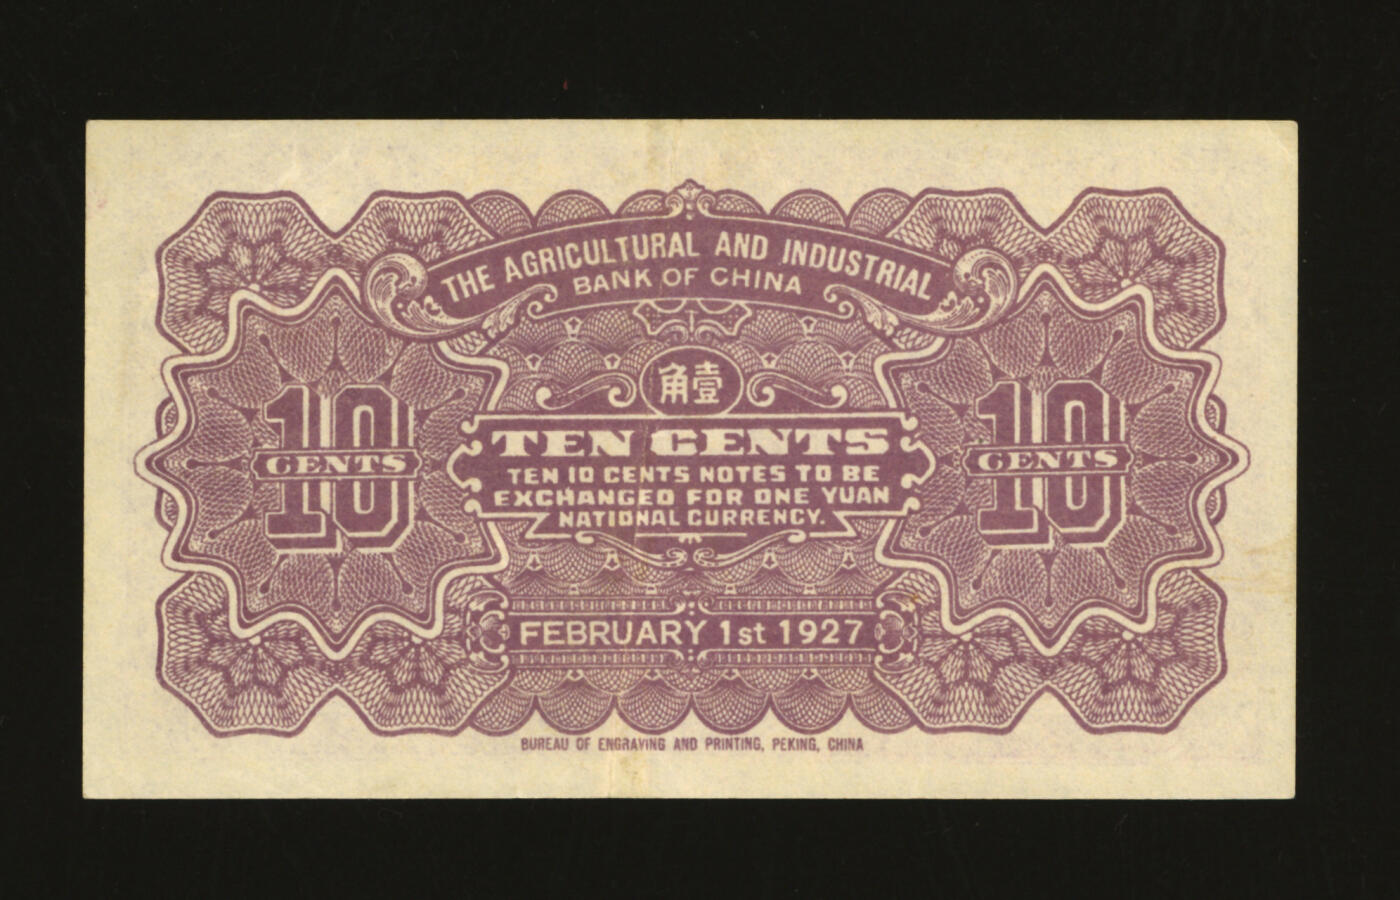 THE AGRICULTURAL AND INDUSTRIAL
BANK OF CHINA
角壹
10
CENTS
TEN CENTS
TEN 10 CENTS NOTES TO BE
EXCHANGED FOR ONE YUAN
NATIONAL CURRENCY.
10
CENTS
FEBRUARY 1st 1927
BUREAU OF ENGRAVING AND PRINTING, PEKING, CHINA